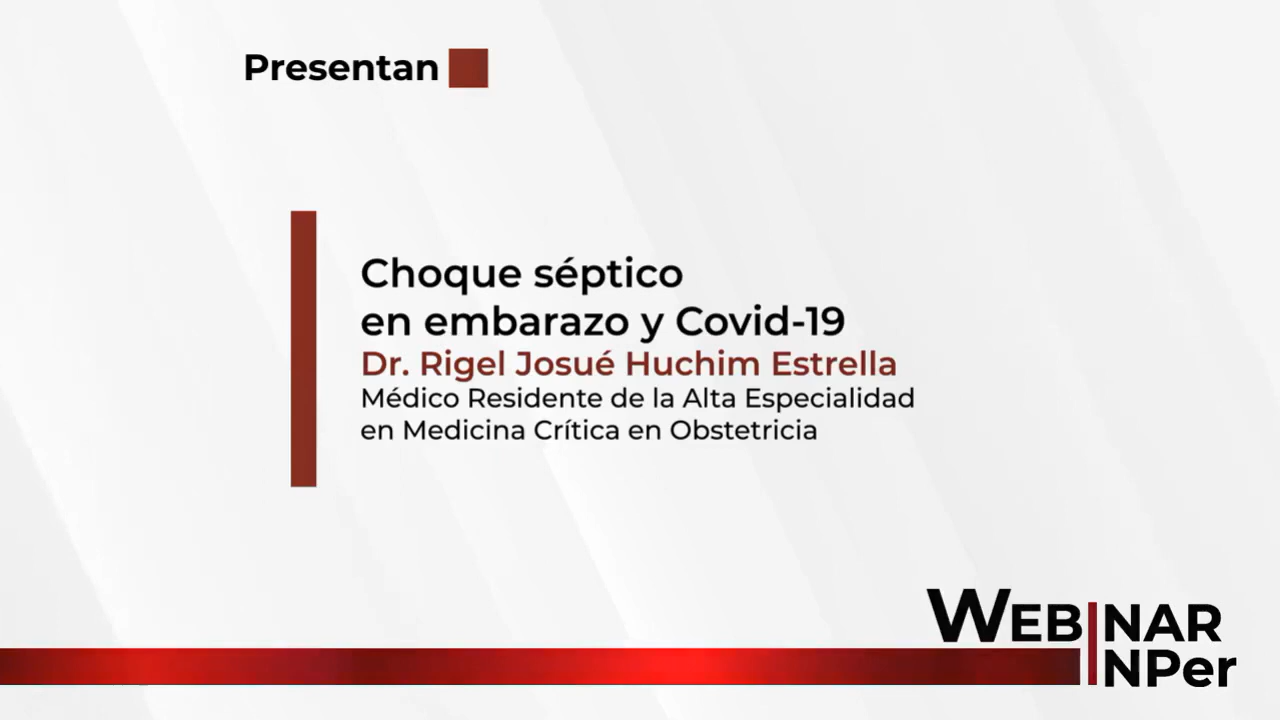 Presentan
Choque séptico
en embarazo y Covid-19
Dr. Rigel Josué Huchim Estrella
Médico Residente de la Alta Especialidad
en Medicina Crítica en Obstetricia
WEBINAR
INPer